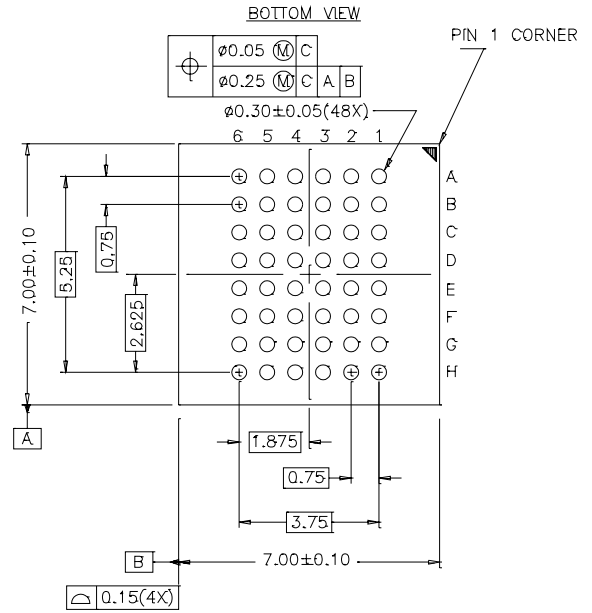 BOTTOM VIEW
PIN 1 CORNER
ø0.05 Ⓜ C
ø0.25 Ⓜ C A B
ø0.30±0.05(48X)
6 5 4 3 2 1
A
B
C
D
E
F
G
H
7.00±0.10
5.25
0.75
2.625
A
1.875
0.75
3.75
B
7.00±0.10
0.15(4X)